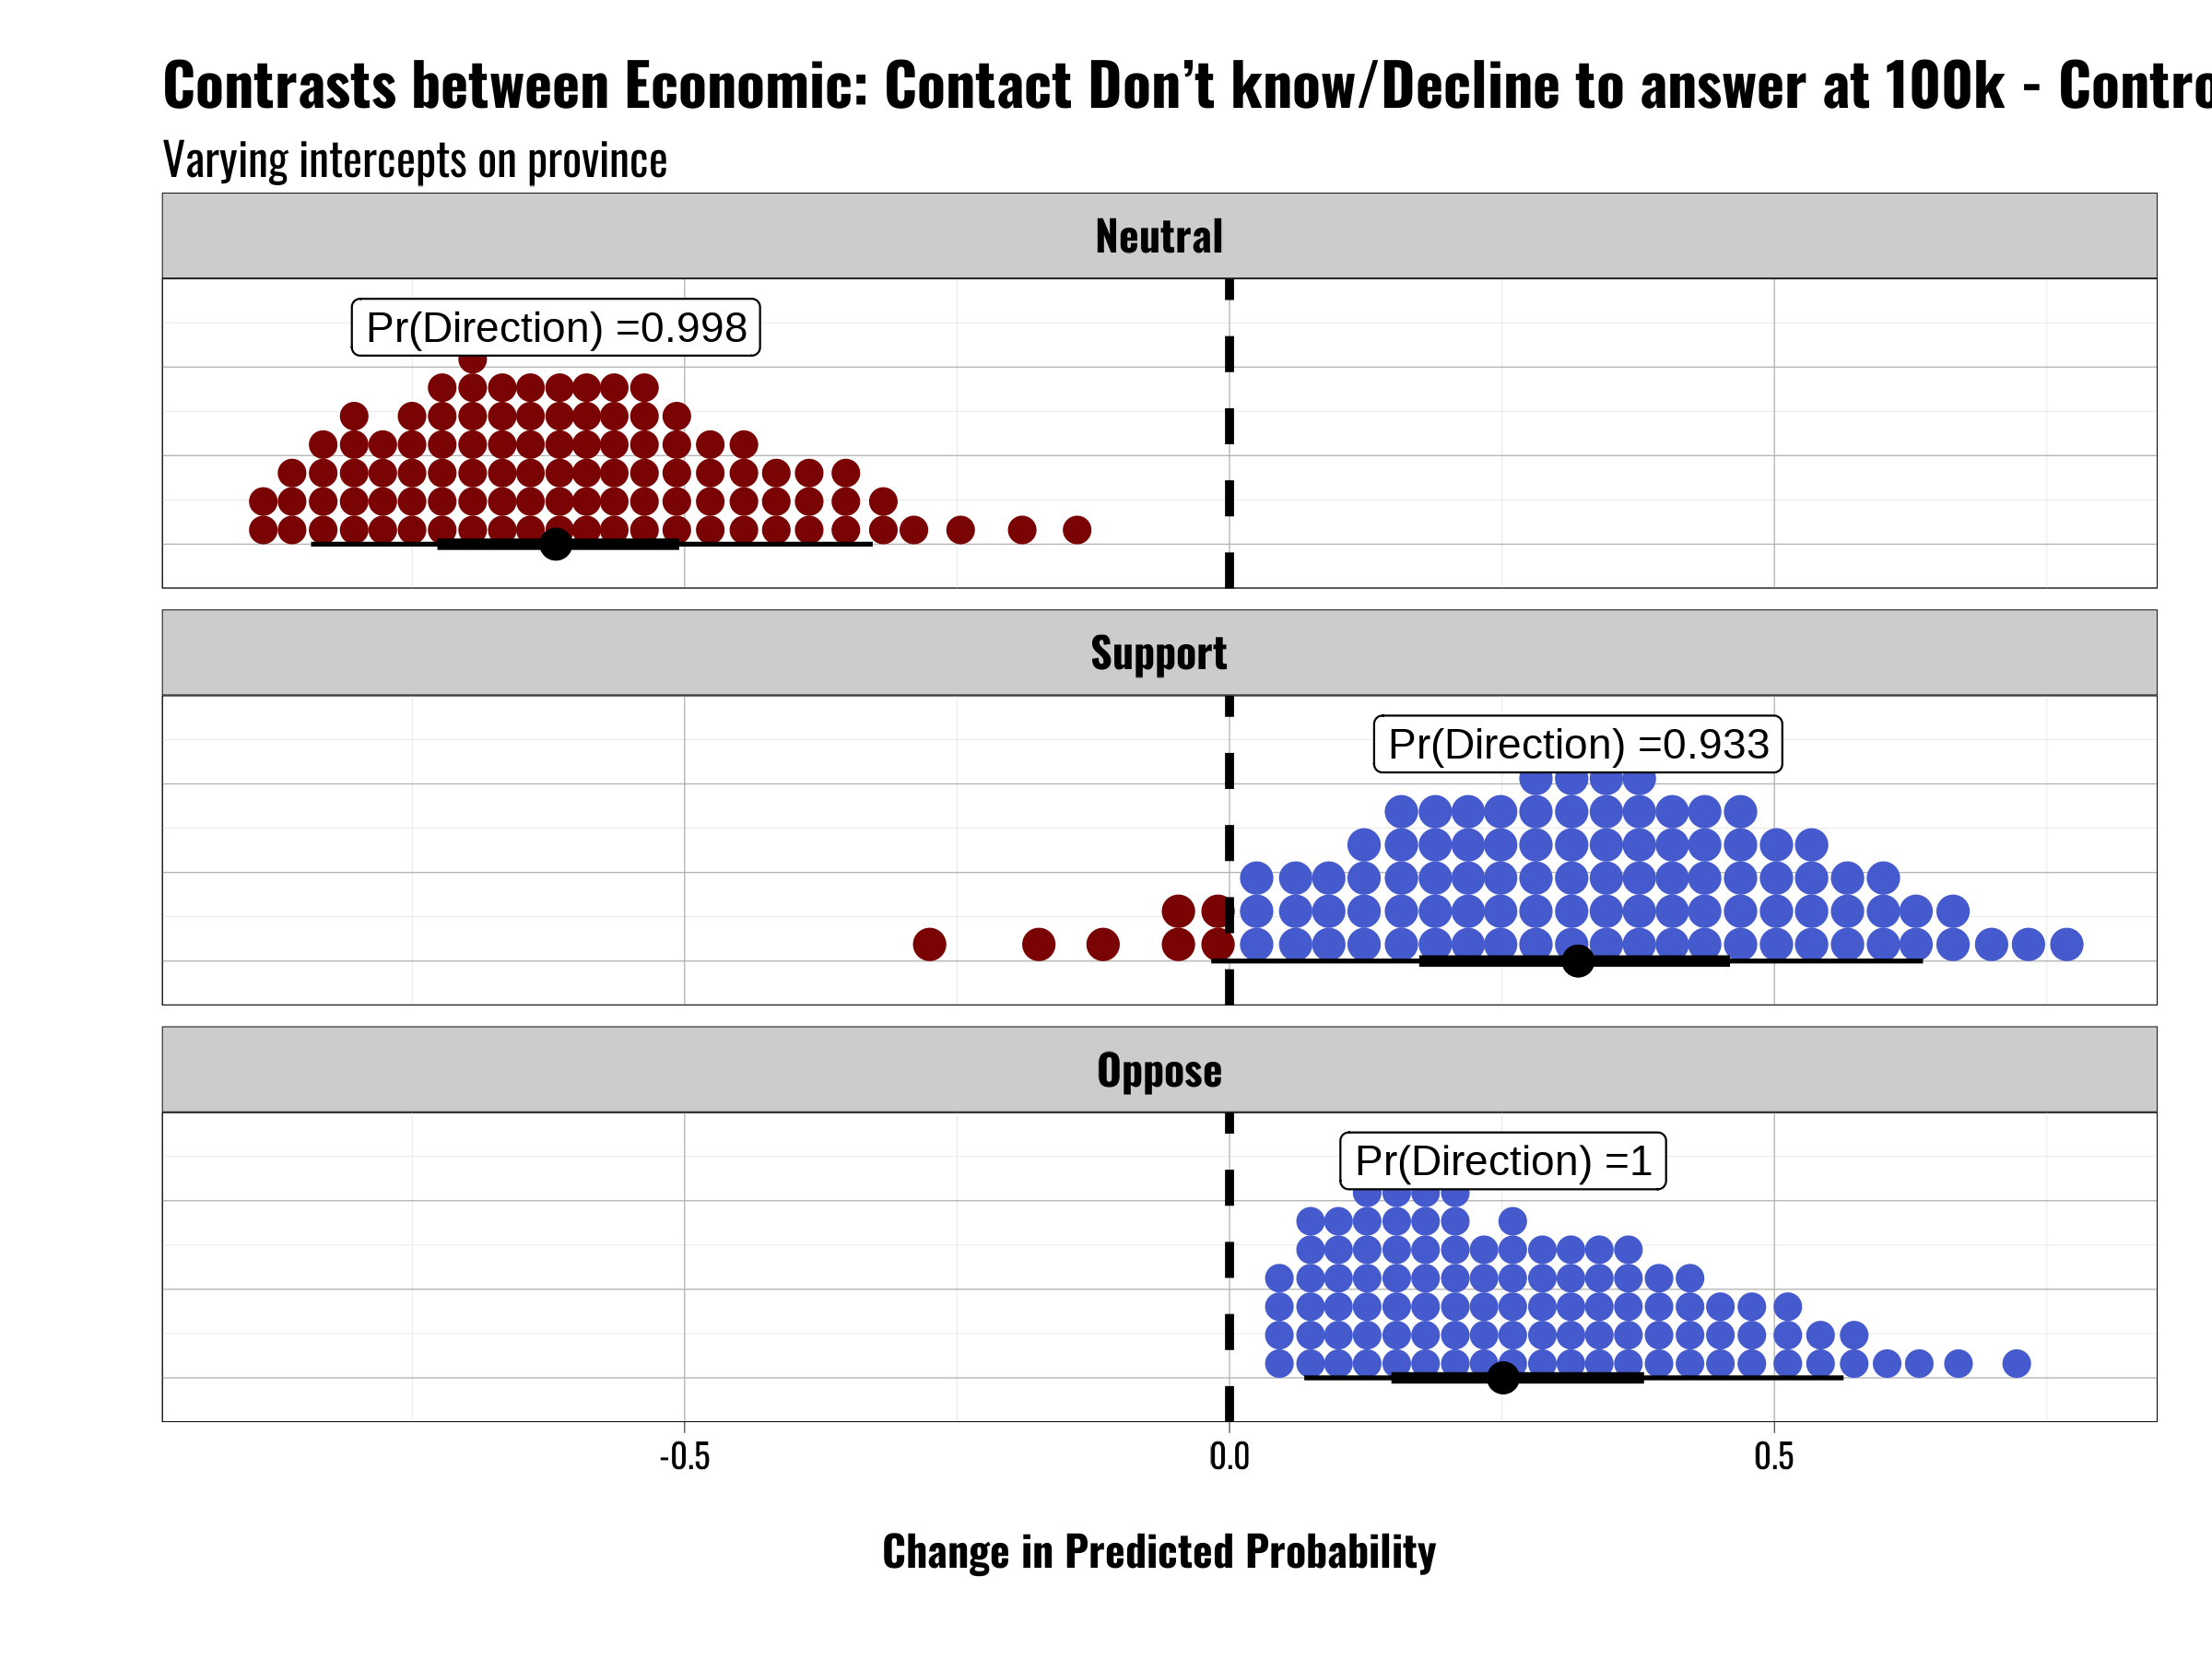 Contrasts between Economic: Contact Don’t know/Decline to answer at 100k - Contro
Varying intercepts on province
Neutral
Pr(Direction) =0.998
Support
Pr(Direction) =0.933
Oppose
Pr(Direction) =1
-0.5 0.0 0.5
Change in Predicted Probability